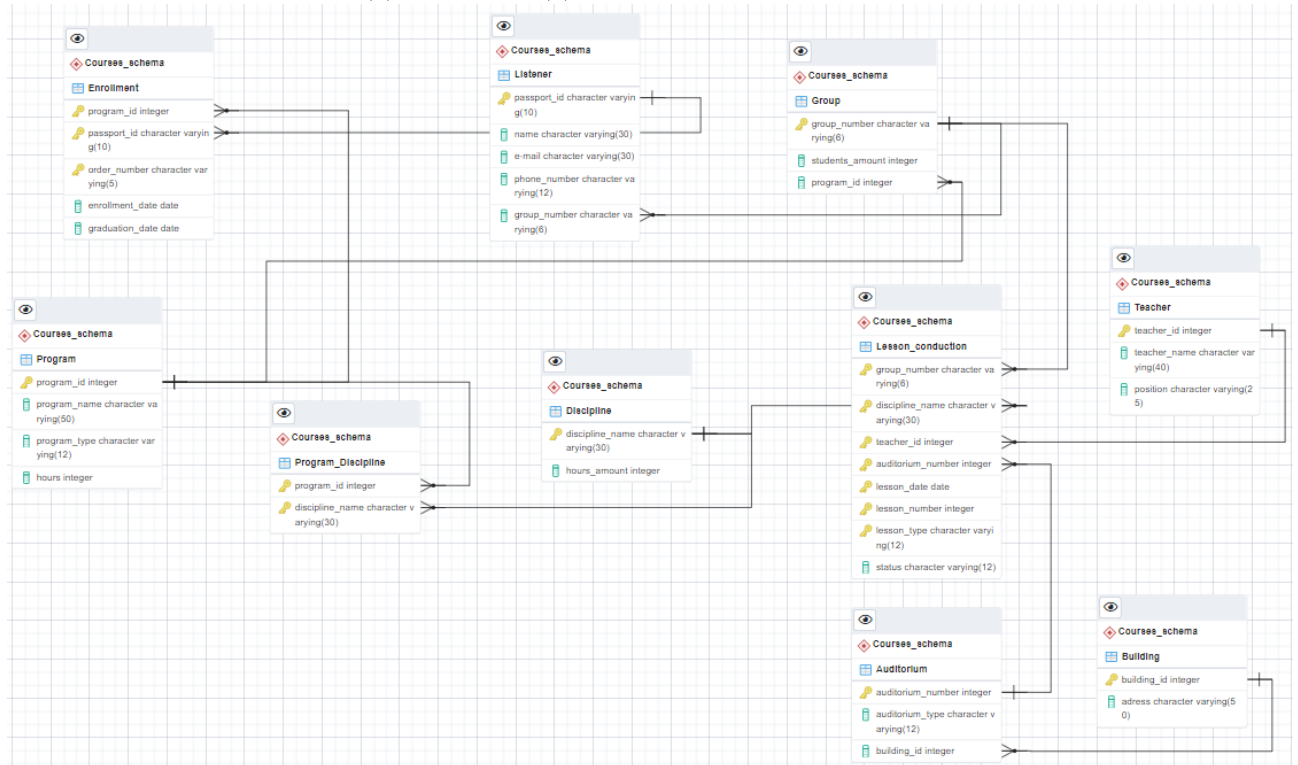 Courses_schema
Enrollment
program_id integer
passport_id character varyin
g(10)
order_number character var
ying(5)
enrollment_date date
graduation_date date
Courses_schema
Listener
passport_id character varyin
g(10)
name character varying(30)
e-mail character varying(30)
phone_number character va
rying(12)
group_number character va
rying(6)
Courses_schema
Group
group_number character va
rying(6)
students_amount integer
program_id integer
Courses_schema
Teacher
teacher_id integer
teacher_name character var
ying(40)
position character varying(2
5)
Courses_schema
Program
program_id integer
program_name character va
rying(50)
program_type character var
ying(12)
hours integer
Courses_schema
Program_Discipline
program_id integer
discipline_name character v
arying(30)
Courses_schema
Discipline
discipline_name character v
arying(30)
hours_amount integer
Courses_schema
Lesson_conduction
group_number character va
rying(6)
discipline_name character v
arying(30)
teacher_id integer
auditorium_number integer
lesson_date date
lesson_number integer
lesson_type character varyi
ng(12)
status character varying(12)
Courses_schema
Auditorium
auditorium_number integer
auditorium_type character v
arying(12)
building_id integer
Courses_schema
Building
building_id integer
adress character varying(5
0)